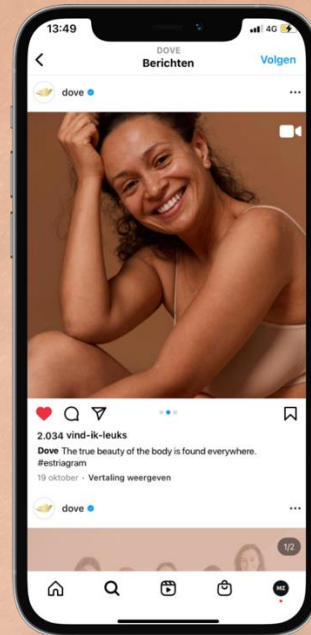 13:49
4G
DOVE
Berichten
Volgen
dove
2.034 vind-ik-leuks
Dove The true beauty of the body is found everywhere.
#estriagram
19 oktober · Vertaling weergeven
dove
1/2
MZ